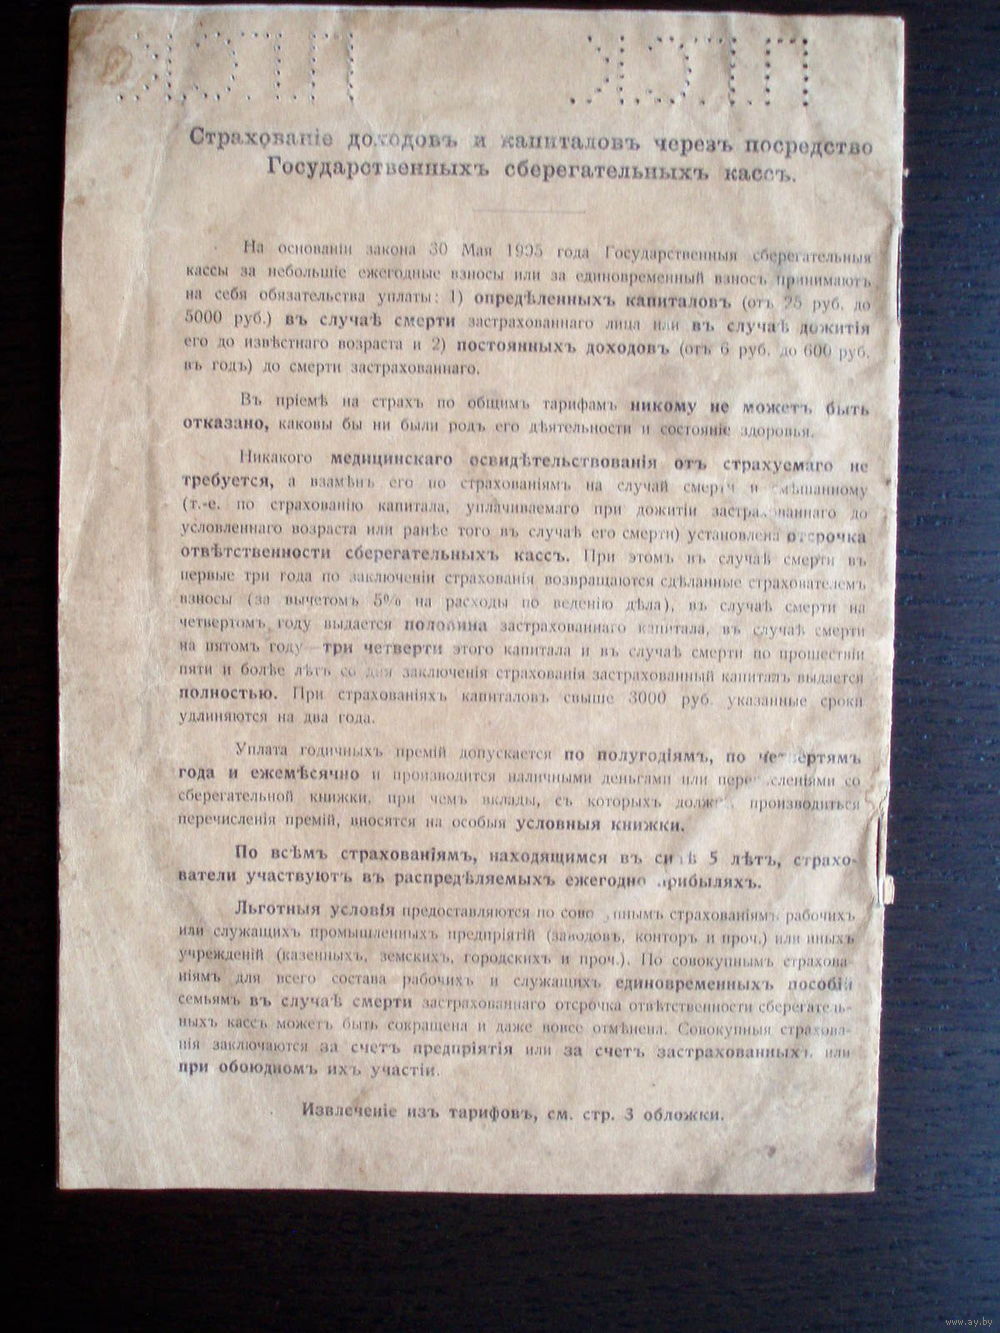 Страхованіе доходовъ и капиталовъ черезъ посредство
Государственныхъ сберегательныхъ кассъ.
На основаніи закона 30 Мая 1905 года Государственныя сберегательныя
кассы за небольшіе ежегодные взносы или за единовременный взносъ принимаютъ
на себя обязательства уплаты: 1) опредѣленныхъ капиталовъ (отъ 25 руб. до
5000 руб.) въ случаѣ смерти застрахованнаго лица или въ случаѣ дожитія
его до извѣстнаго возраста и 2) постоянныхъ доходовъ (отъ 6 руб. до 600 руб.
въ годъ) до смерти застрахованнаго.
Въ пріемѣ на страхъ по общимъ тарифамъ никому не можетъ быть
отказано, каковы бы ни были родъ его дѣятельности и состояніе здоровья.
Никакого медицинскаго освидѣтельствованія отъ страхуемаго не
требуется, а взамѣнъ его по страхованіямъ на случай смерти и смѣшанному
(т.-е. по страхованію капитала, уплачиваемаго при дожитіи застрахованнаго до
условленнаго возраста или ранѣе того въ случаѣ его смерти) установлена отсрочка
отвѣтственности сберегательныхъ кассъ. При этомъ въ случаѣ смерти въ
первые три года по заключеніи страхованія возвращаются сдѣланные страхователемъ
взносы (за вычетомъ 5% на расходы по веденію дѣла), въ случаѣ смерти на
четвертомъ году выдается половина застрахованнаго капитала, въ случаѣ смерти
на пятомъ году—три четверти этого капитала и въ случаѣ смерти по прошествіи
пяти и болѣе лѣтъ со дня заключенія страхованія застрахованный капиталъ выдается
полностью. При страхованіяхъ капиталовъ свыше 3000 руб. указанные сроки
удлиняются на два года.
Уплата годичныхъ премій допускается по полугодіямъ, по четвертямъ
года и ежемѣсячно и производится наличными деньгами или перечисленіями со
сберегательной книжки, при чемъ вклады, съ которыхъ должны производиться
перечисленія премій, вносятся на особыя условныя книжки.
По всѣмъ страхованіямъ, находящимся въ силѣ 5 лѣтъ, страхо-
ватели участвуютъ въ распредѣляемыхъ ежегодно прибыляхъ.
Льготныя условія предоставляются по совокупнымъ страхованіямъ рабочихъ
или служащихъ промышленныхъ предпріятій (заводовъ, конторъ и проч.) или иныхъ
учрежденій (казенныхъ, земскихъ, городскихъ и проч.). По совокупнымъ страхова-
ніямъ для всего состава рабочихъ и служащихъ единовременныхъ пособій
семьямъ въ случаѣ смерти застрахованнаго отсрочка отвѣтственности сберегатель-
ныхъ кассъ можетъ быть сокращена и даже вовсе отмѣнена. Совокупныя страхова-
нія заключаются за счетъ предпріятія или за счетъ застрахованныхъ или
при обоюдномъ ихъ участіи.
Извлеченіе изъ тарифовъ, см. стр. 3 обложки.
www.ay.by